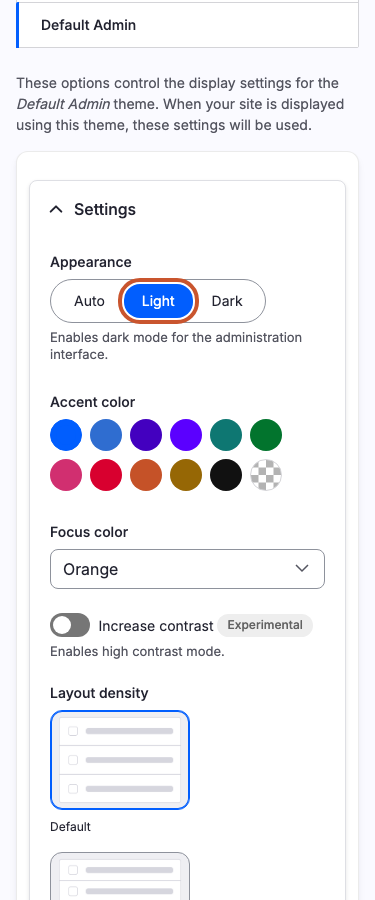 Default Admin
These options control the display settings for the
Default Admin theme. When your site is displayed
using this theme, these settings will be used.
Settings
Appearance
Auto Light Dark
Enables dark mode for the administration
interface.
Accent color
Focus color
Orange
Increase contrast Experimental
Enables high contrast mode.
Layout density
Default